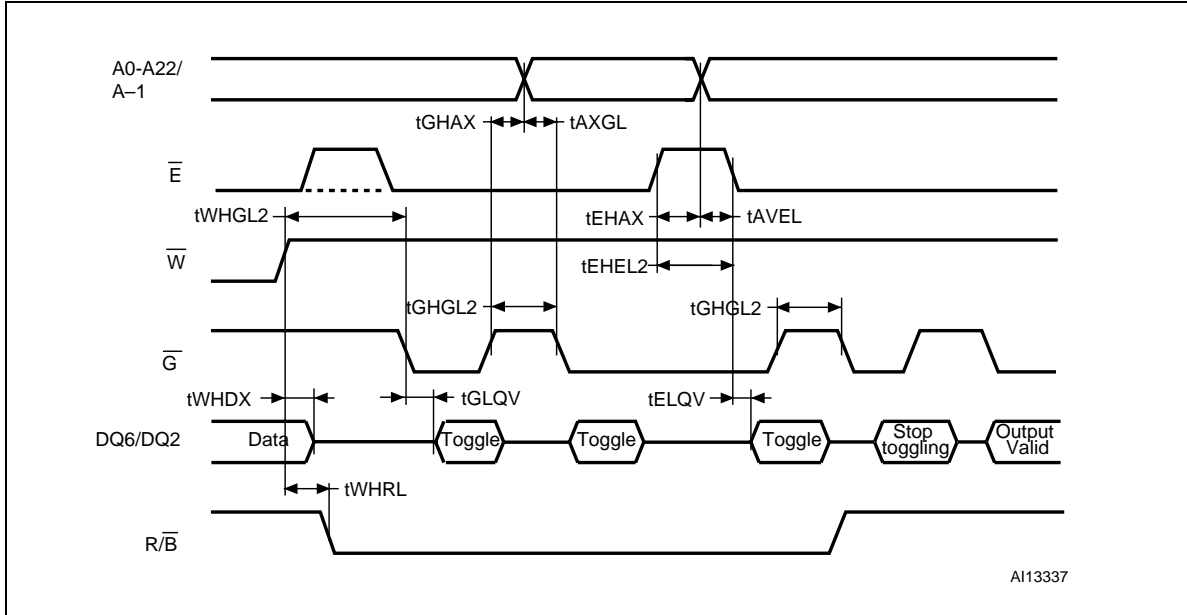 A0-A22/
A–1
tGHAX
tAXGL
E̅
tWHGL2
tEHAX
tAVEL
W̅
tEHEL2
tGHGL2
tGHGL2
G̅
tWHDX
tGLQV
tELQV
DQ6/DQ2
Data
Toggle
Toggle
Toggle
Stop
toggling
Output
Valid
tWHRL
R/B̅
AI13337